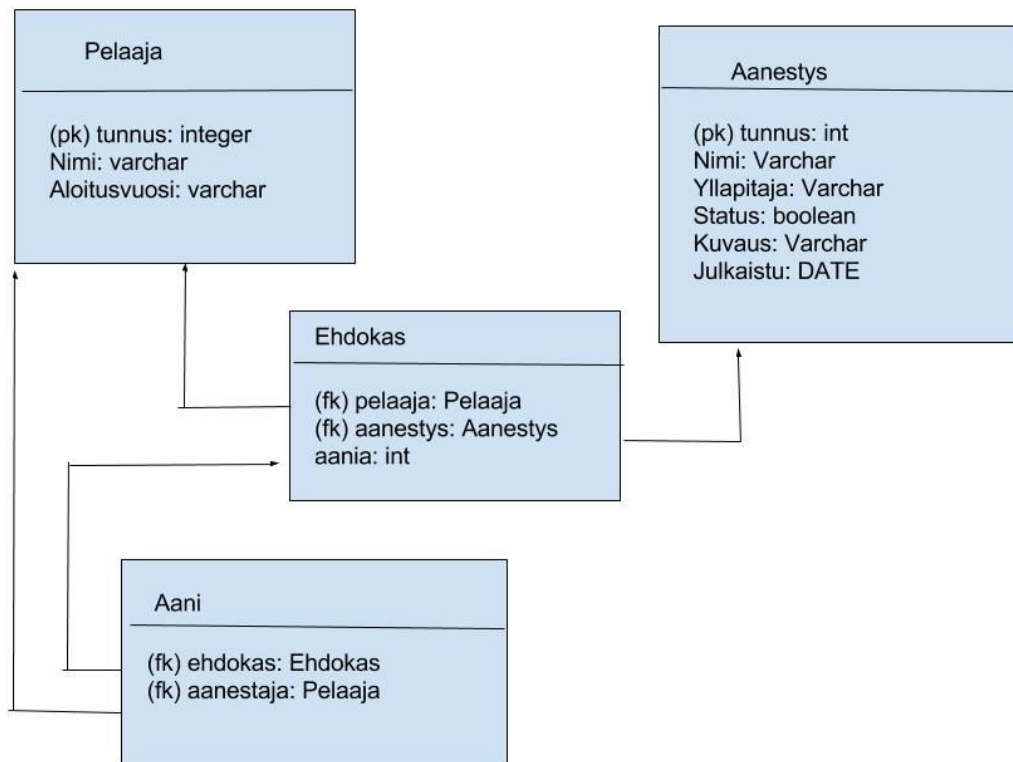 Pelaaja
(pk) tunnus: integer
Nimi: varchar
Aloitusvuosi: varchar
Aanestys
(pk) tunnus: int
Nimi: Varchar
Yllapitaja: Varchar
Status: boolean
Kuvaus: Varchar
Julkaistu: DATE
Ehdokas
(fk) pelaaja: Pelaaja
(fk) aanestys: Aanestys
aania: int
Aani
(fk) ehdokas: Ehdokas
(fk) aanestaja: Pelaaja